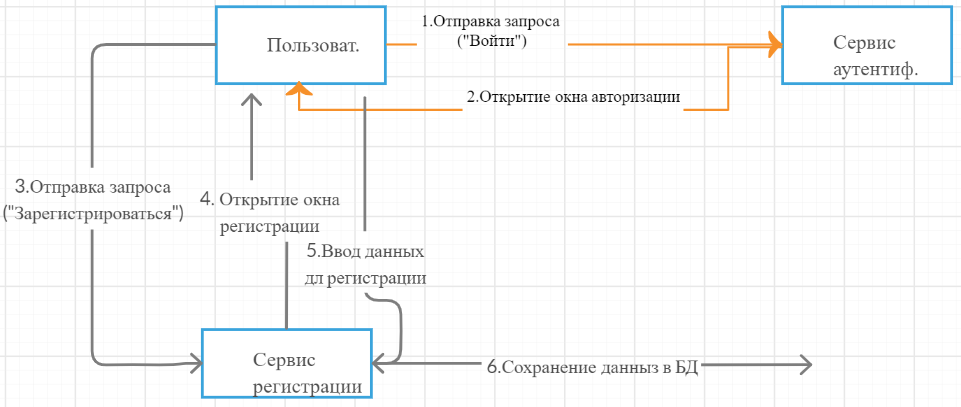 Пользоват.
1.Отправка запроса
("Войти")
Сервис
аутентиф.
2.Открытие окна авторизации
3.Отправка запроса
("Зарегистрироваться")
4. Открытие окна
регистрации
5.Ввод данных
дл регистрации
Сервис
регистрации
6.Сохранение данныз в БД